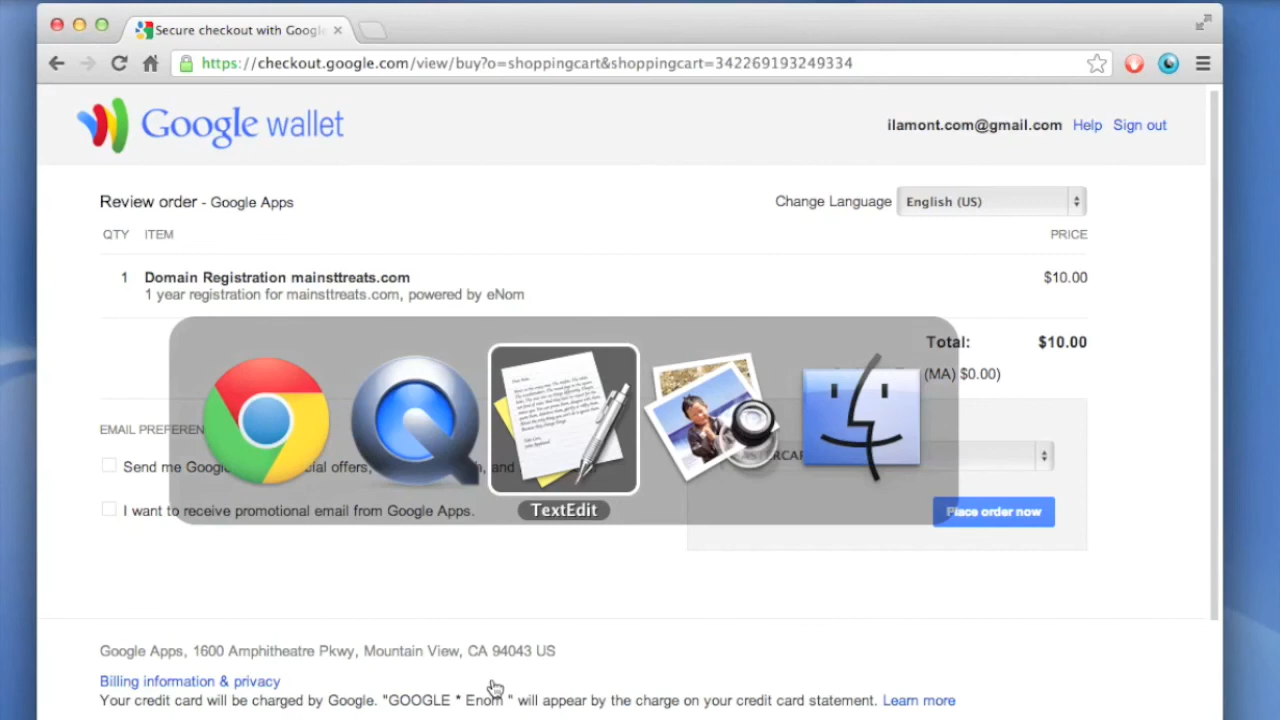 Secure checkout with Googl
https://checkout.google.com/view/buy?o=shoppingcart&shoppingcart=342269193249334
Google wallet
ilamont.com@gmail.com Help Sign out
Review order - Google Apps
Change Language English (US)
QTY ITEM PRICE
1 Domain Registration mainsttreats.com $10.00
1 year registration for mainsttreats.com, powered by eNom
Total: $10.00
(MA) $0.00)
EMAIL PREFEREN
Send me Google and
I want to receive promotional email from Google Apps.
TextEdit
Place order now
Google Apps, 1600 Amphitheatre Pkwy, Mountain View, CA 94043 US
Billing information & privacy
Your credit card will be charged by Google. "GOOGLE * Enom " will appear by the charge on your credit card statement. Learn more